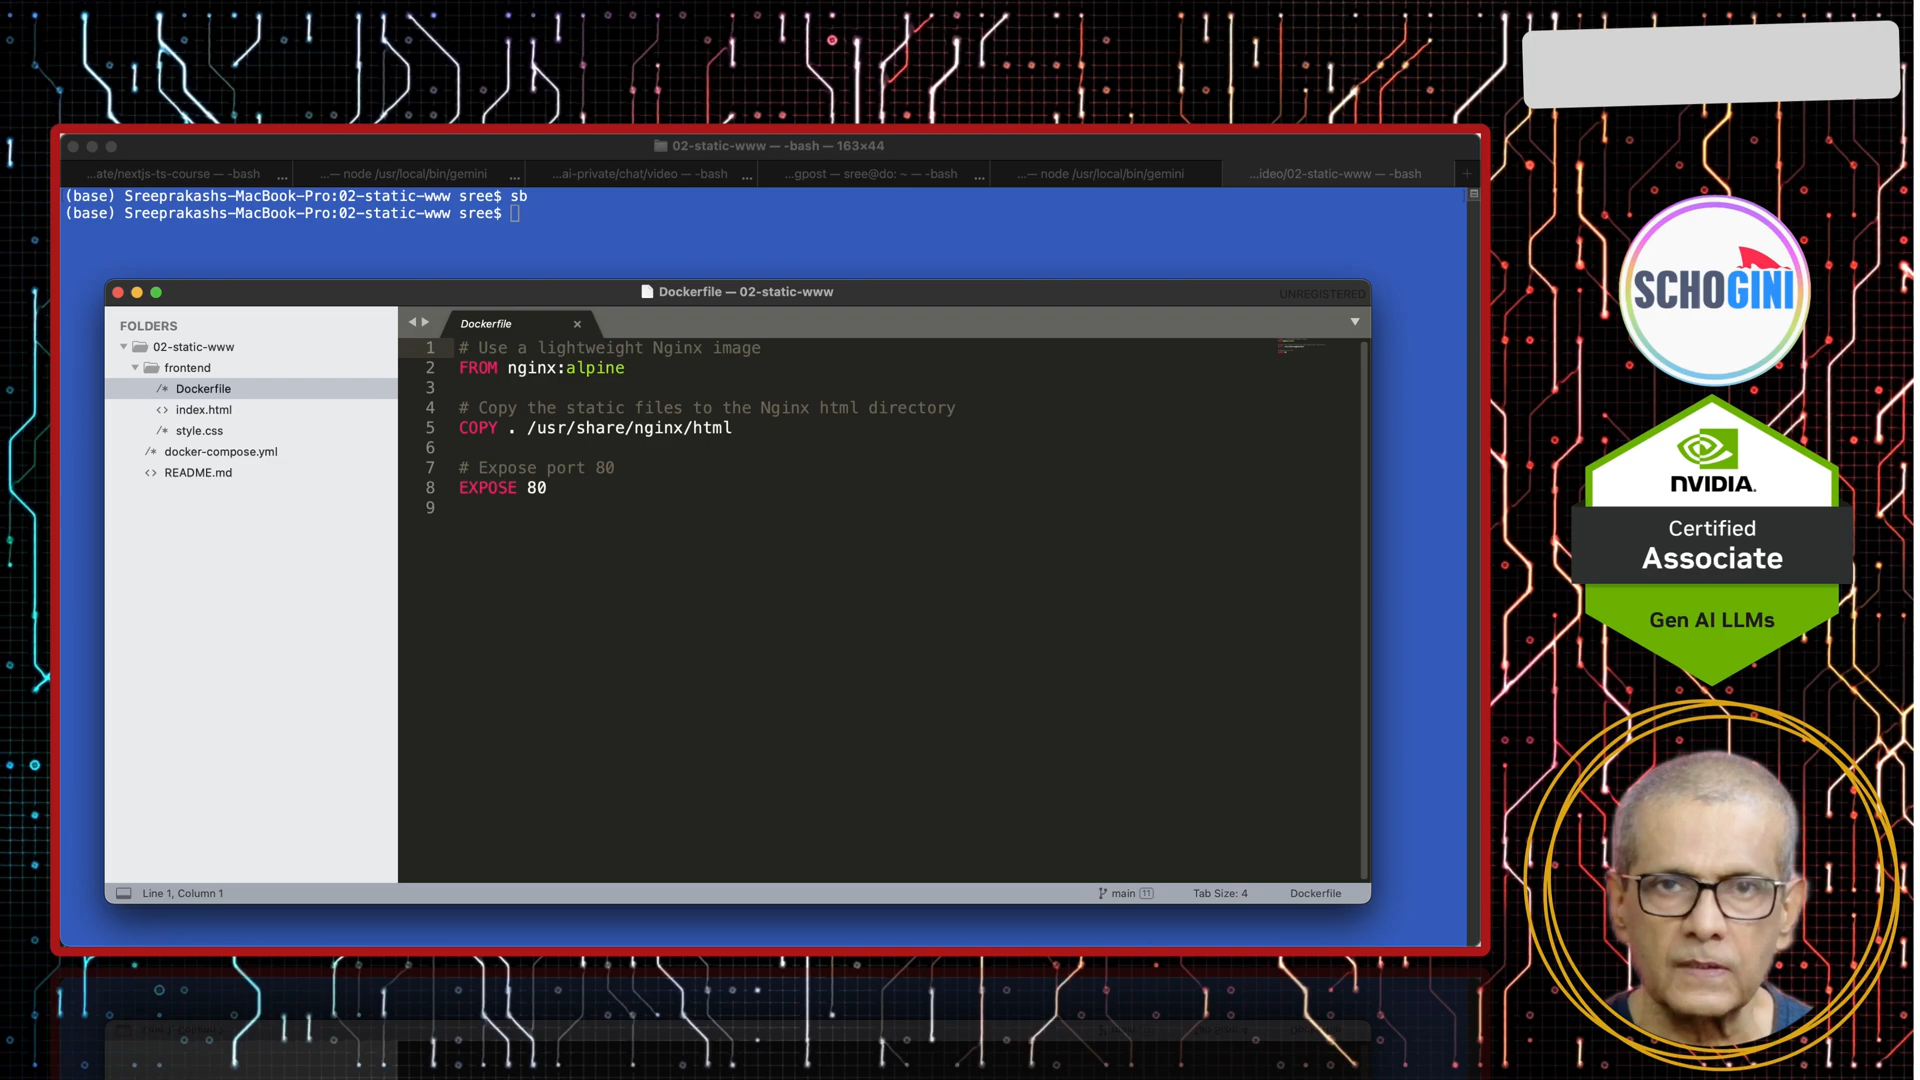 02-static-www — -bash — 163×44
...ate/nextjs-ts-course — -bash ...
...— node /usr/local/bin/gemini ...
...ai-private/chat/video — -bash ...
...gpost — sree@do: ~ — -bash ...
...— node /usr/local/bin/gemini
...ideo/02-static-www — -bash
(base) Sreeprakashs-MacBook-Pro:02-static-www sree$ sb
(base) Sreeprakashs-MacBook-Pro:02-static-www sree$
Dockerfile — 02-static-www
UNREGISTERED
FOLDERS
02-static-www
frontend
Dockerfile
index.html
style.css
docker-compose.yml
README.md
Dockerfile
1 # Use a lightweight Nginx image
2 FROM nginx:alpine
3
4 # Copy the static files to the Nginx html directory
5 COPY . /usr/share/nginx/html
6
7 # Expose port 80
8 EXPOSE 80
9
Line 1, Column 1
main 11
Tab Size: 4
Dockerfile
SCHOGINI
NVIDIA.
Certified
Associate
Gen AI LLMs